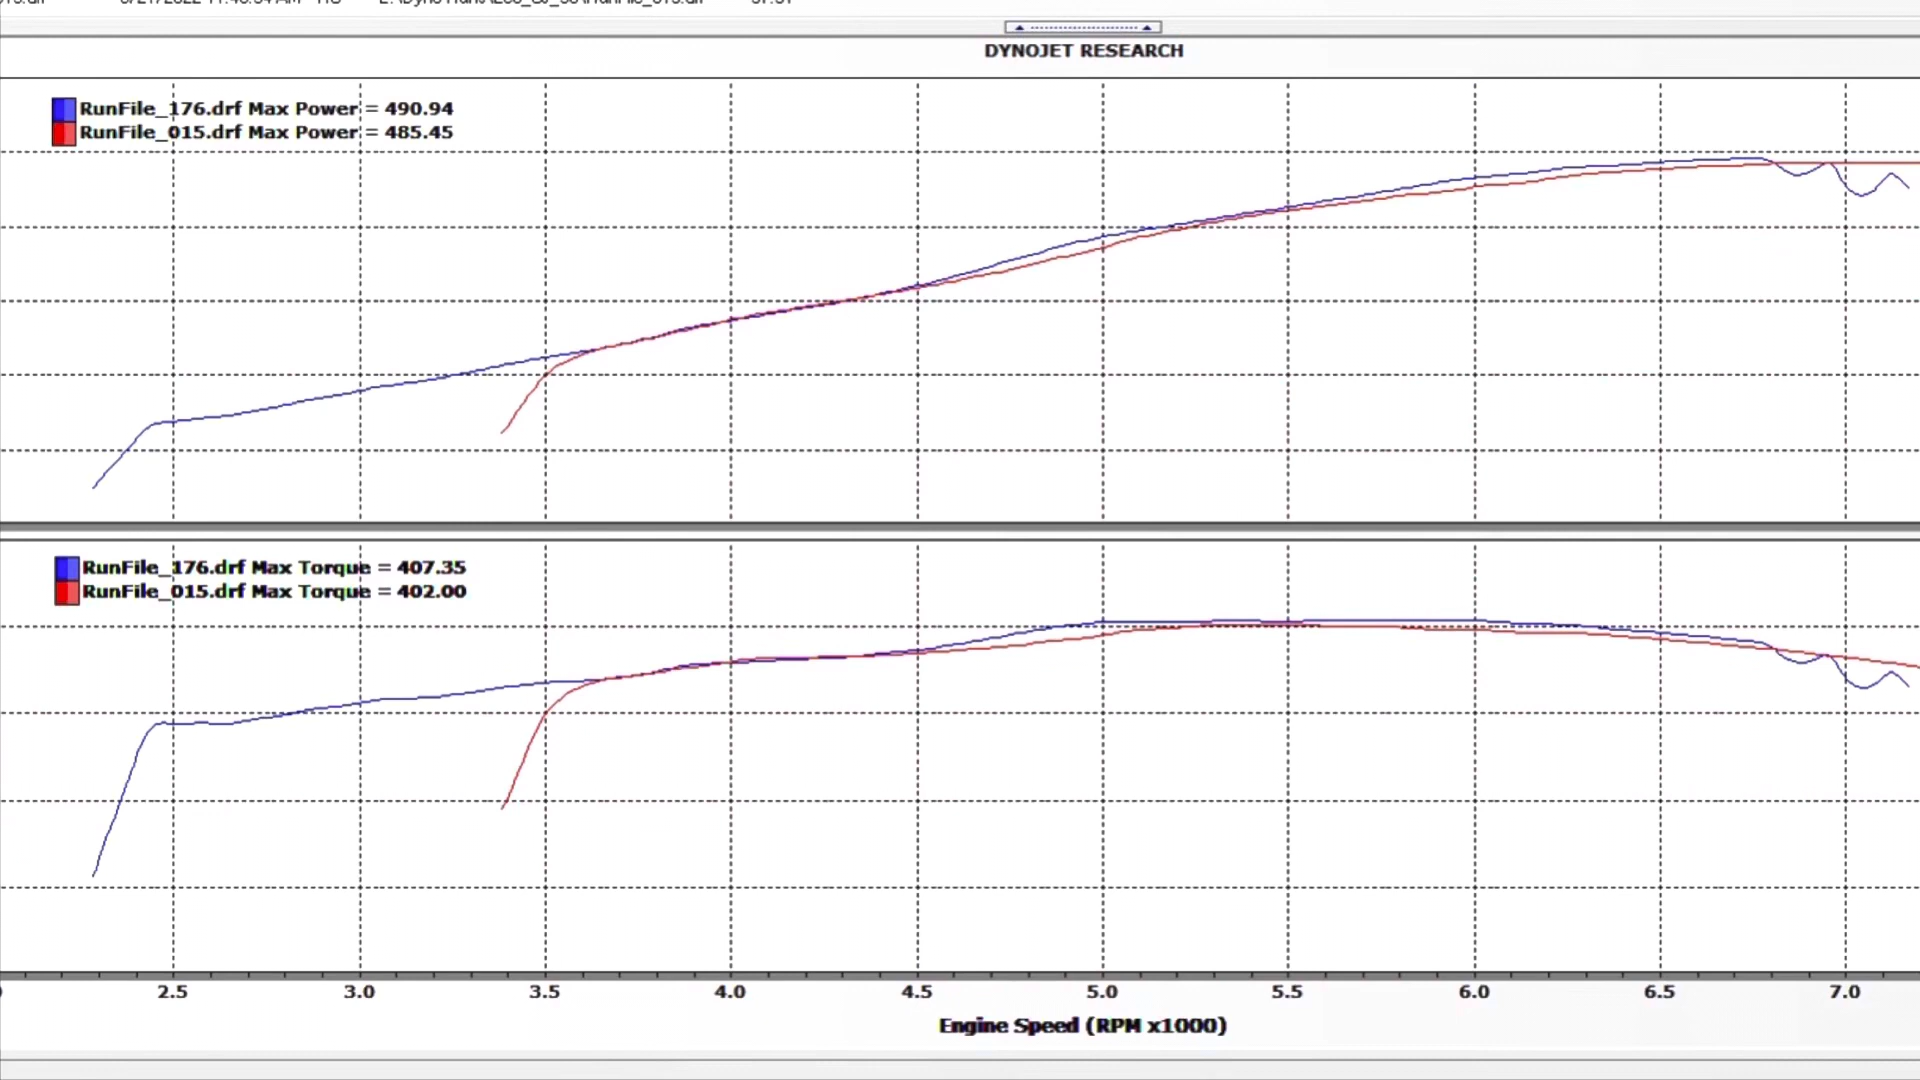 DYNOJET RESEARCH
RunFile_176.drf Max Power = 490.94
RunFile_015.drf Max Power = 485.45
RunFile_176.drf Max Torque = 407.35
RunFile_015.drf Max Torque = 402.00
2.5 3.0 3.5 4.0 4.5 5.0 5.5 6.0 6.5 7.0
Engine Speed (RPM x1000)